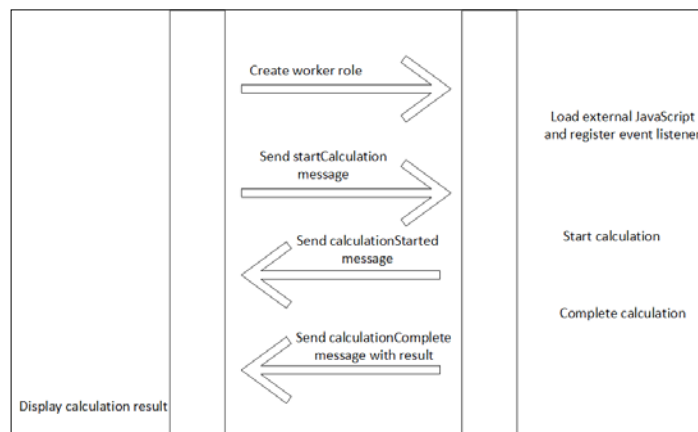 Create worker role
Load external JavaScript
and register event listener
Send startCalculation
message
Start calculation
Send calculationStarted
message
Complete calculation
Send calculationComplete
message with result
Display calculation result